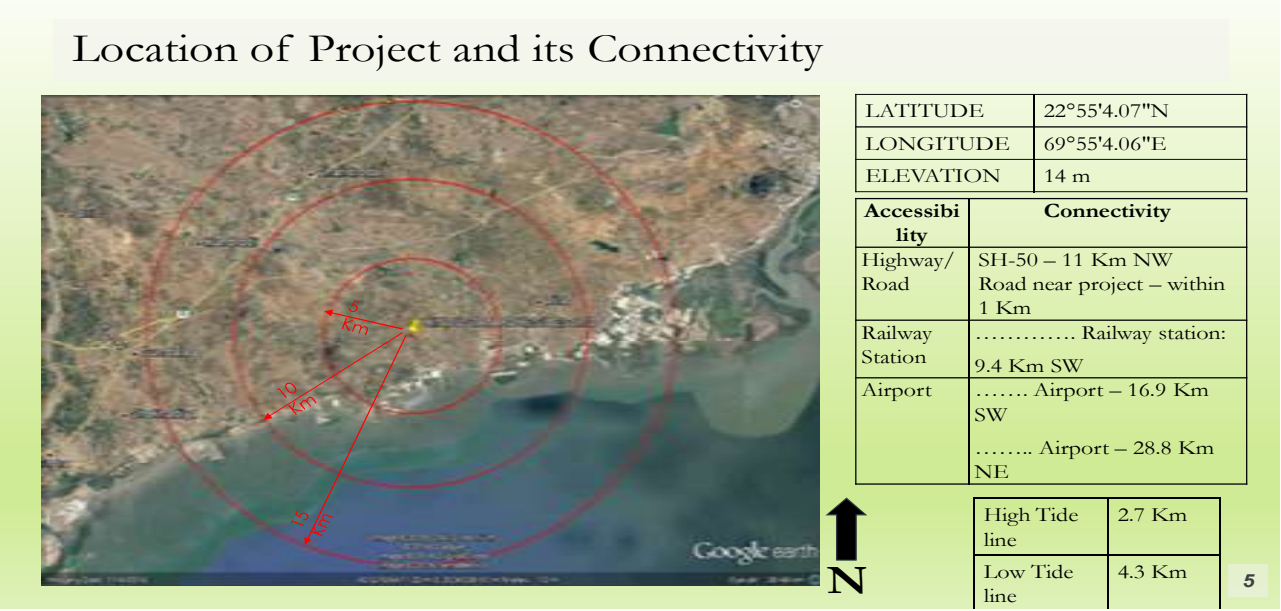 Location of Project and its Connectivity
5
Km
10
Km
15
Km
Google earth
LATITUDE 22°55'4.07"N
LONGITUDE 69°55'4.06"E
ELEVATION 14 m
Accessibi
lity
Connectivity
Highway/
Road
SH-50 – 11 Km NW
Road near project – within
1 Km
Railway
Station
…………. Railway station:
9.4 Km SW
Airport
……. Airport – 16.9 Km
SW
…….. Airport – 28.8 Km
NE
N
High Tide
line
2.7 Km
Low Tide
line
4.3 Km
5